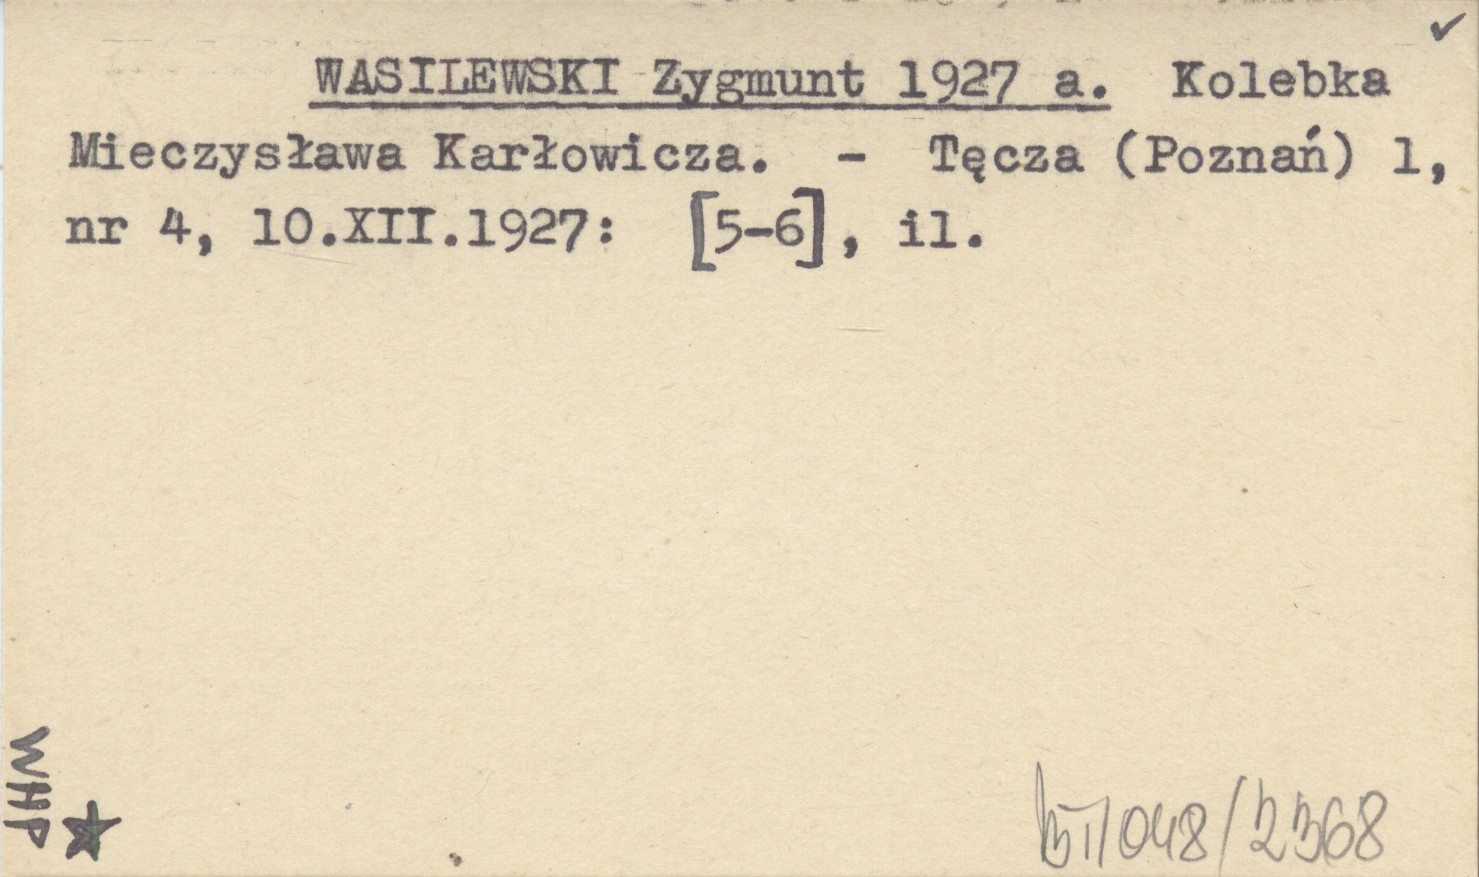 WASILEWSKI Zygmunt 1927 a. Kolebka
Mieczysława Karłowicza. - Tęcza (Poznań) 1,
nr 4, 10.XII.1927: [5-6], il.
WHP
BT/048/2368